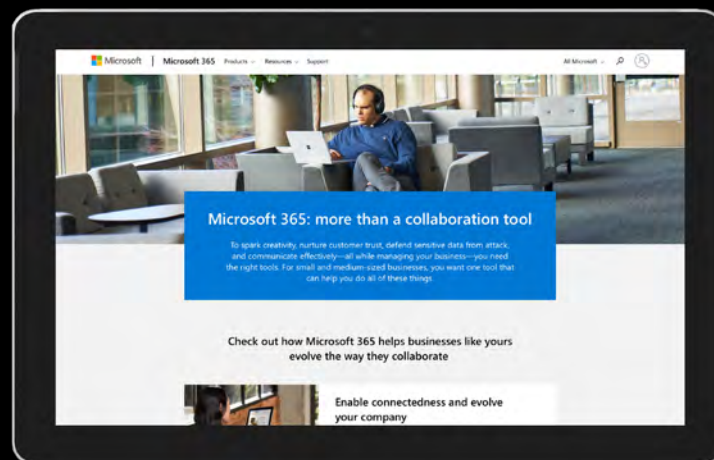 Microsoft | Microsoft 365 Products Resources Support All Microsoft
Microsoft 365: more than a collaboration tool
To spark creativity, nurture customer trust, defend sensitive data from attack,
and communicate effectively—all while managing your business—you need
the right tools. For small and medium-sized businesses, you want one tool that
can help you do all of these things.
Check out how Microsoft 365 helps businesses like yours
evolve the way they collaborate
Enable connectedness and evolve
your company